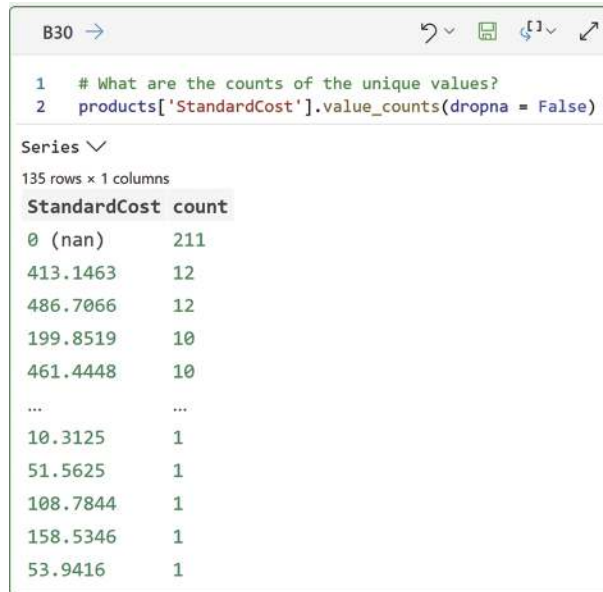 B30
1 # What are the counts of the unique values?
2 products['StandardCost'].value_counts(dropna = False)
Series
135 rows × 1 columns
StandardCost count
0 (nan) 211
413.1463 12
486.7066 12
199.8519 10
461.4448 10
... ...
10.3125 1
51.5625 1
108.7844 1
158.5346 1
53.9416 1